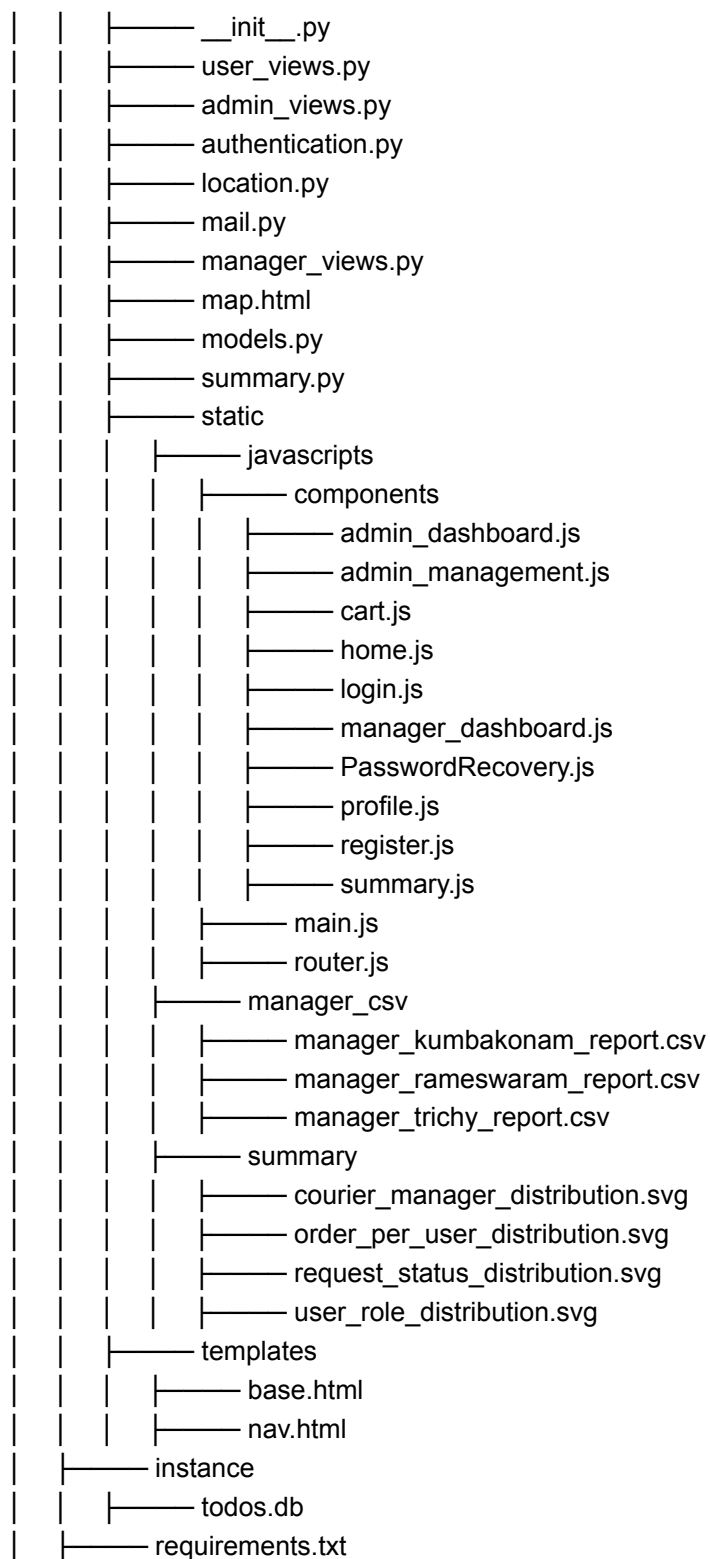 │ │ ├──── __init__.py
│ │ ├──── user_views.py
│ │ ├──── admin_views.py
│ │ ├──── authentication.py
│ │ ├──── location.py
│ │ ├──── mail.py
│ │ ├──── manager_views.py
│ │ ├──── map.html
│ │ ├──── models.py
│ │ ├──── summary.py
│ │ ├──── static
│ │ │ ├──── javascripts
│ │ │ │ ├──── components
│ │ │ │ │ ├──── admin_dashboard.js
│ │ │ │ │ ├──── admin_management.js
│ │ │ │ │ ├──── cart.js
│ │ │ │ │ ├──── home.js
│ │ │ │ │ ├──── login.js
│ │ │ │ │ ├──── manager_dashboard.js
│ │ │ │ │ ├──── PasswordRecovery.js
│ │ │ │ │ ├──── profile.js
│ │ │ │ │ ├──── register.js
│ │ │ │ │ ├──── summary.js
│ │ │ │ ├──── main.js
│ │ │ │ ├──── router.js
│ │ │ ├──── manager_csv
│ │ │ │ ├──── manager_kumbakonam_report.csv
│ │ │ │ ├──── manager_rameswaram_report.csv
│ │ │ │ ├──── manager_trichy_report.csv
│ │ │ ├──── summary
│ │ │ │ ├──── courier_manager_distribution.svg
│ │ │ │ ├──── order_per_user_distribution.svg
│ │ │ │ ├──── request_status_distribution.svg
│ │ │ │ ├──── user_role_distribution.svg
│ │ ├──── templates
│ │ │ ├──── base.html
│ │ │ ├──── nav.html
│ ├──── instance
│ │ ├──── todos.db
│ ├──── requirements.txt